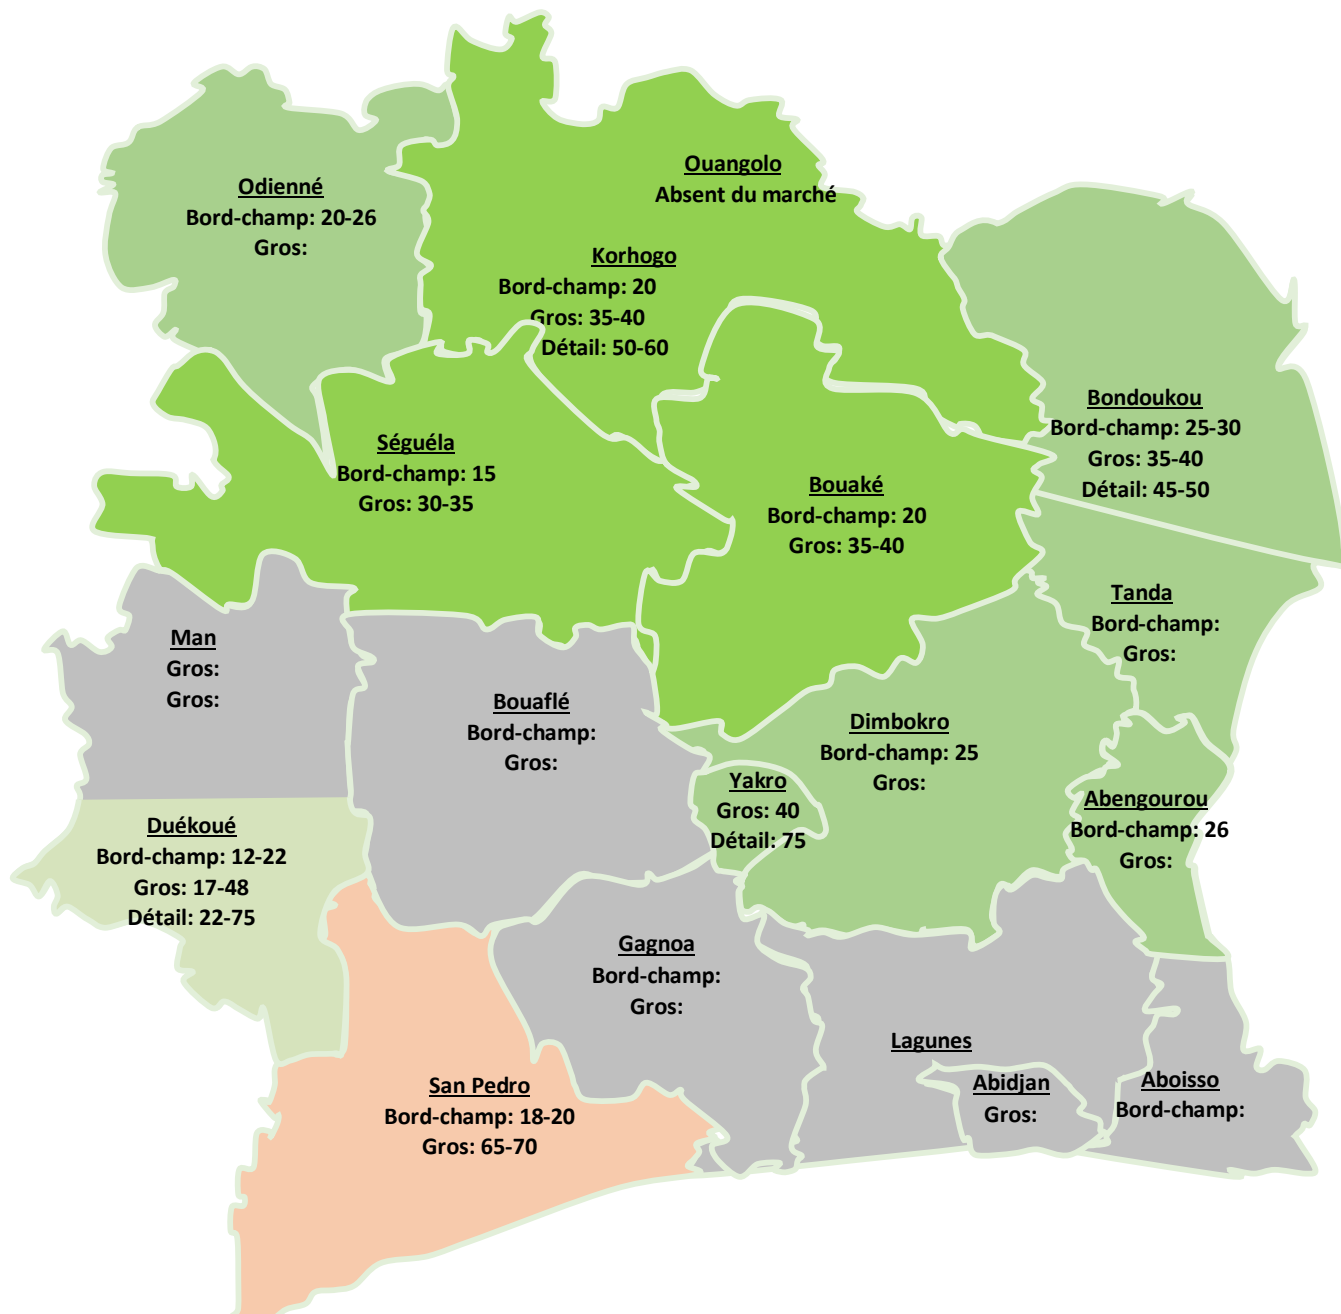 Ouangolo
Absent du marché
Odienné
Bord-champ: 20-26
Gros:
Korhogo
Bord-champ: 20
Gros: 35-40
Détail: 50-60
Bondoukou
Bord-champ: 25-30
Gros: 35-40
Détail: 45-50
Séguéla
Bord-champ: 15
Gros: 30-35
Bouaké
Bord-champ: 20
Gros: 35-40
Tanda
Bord-champ:
Gros:
Man
Gros:
Gros:
Bouaflé
Bord-champ:
Gros:
Dimbokro
Bord-champ: 25
Gros:
Yakro
Gros: 40
Détail: 75
Abengourou
Bord-champ: 26
Gros:
Duékoué
Bord-champ: 12-22
Gros: 17-48
Détail: 22-75
Gagnoa
Bord-champ:
Gros:
Lagunes
San Pedro
Bord-champ: 18-20
Gros: 65-70
Abidjan
Gros:
Aboisso
Bord-champ: